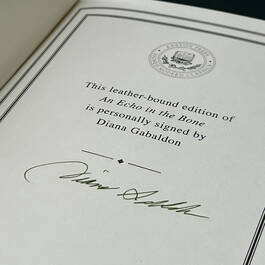 This leather-bound edition of
An Echo in the Bone
is personally signed by
Diana Gabaldon